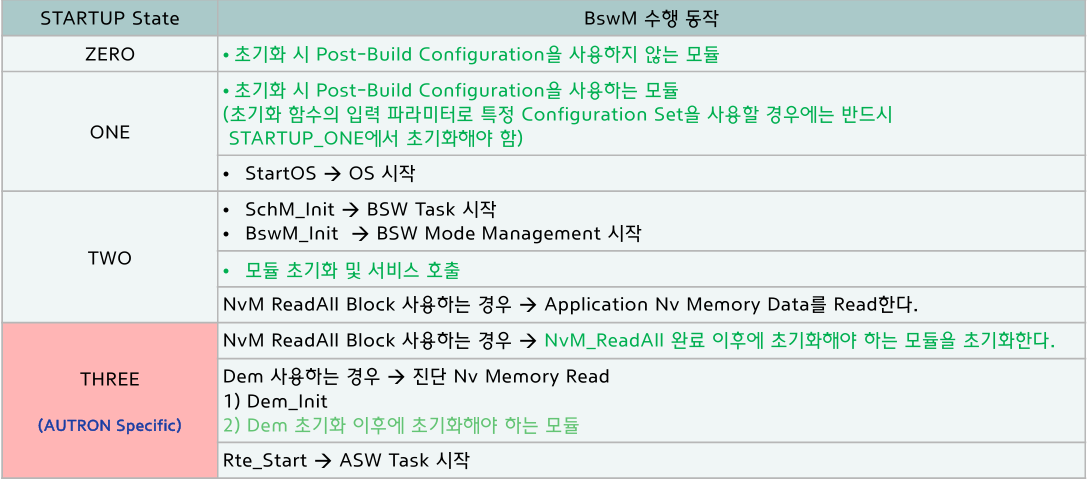 STARTUP State
BswM 수행 동작
ZERO
• 초기화 시 Post-Build Configuration을 사용하지 않는 모듈
ONE
• 초기화 시 Post-Build Configuration을 사용하는 모듈
(초기화 함수의 입력 파라미터로 특정 Configuration Set을 사용할 경우에는 반드시
STARTUP_ONE에서 초기화해야 함)
• StartOS → OS 시작
TWO
• SchM_Init → BSW Task 시작
• BswM_Init → BSW Mode Management 시작
• 모듈 초기화 및 서비스 호출
NvM ReadAll Block 사용하는 경우 → Application Nv Memory Data를 Read한다.
THREE
(AUTRON Specific)
NvM ReadAll Block 사용하는 경우 → NvM_ReadAll 완료 이후에 초기화해야 하는 모듈을 초기화한다.
Dem 사용하는 경우 → 진단 Nv Memory Read
1) Dem_Init
2) Dem 초기화 이후에 초기화해야 하는 모듈
Rte_Start → ASW Task 시작